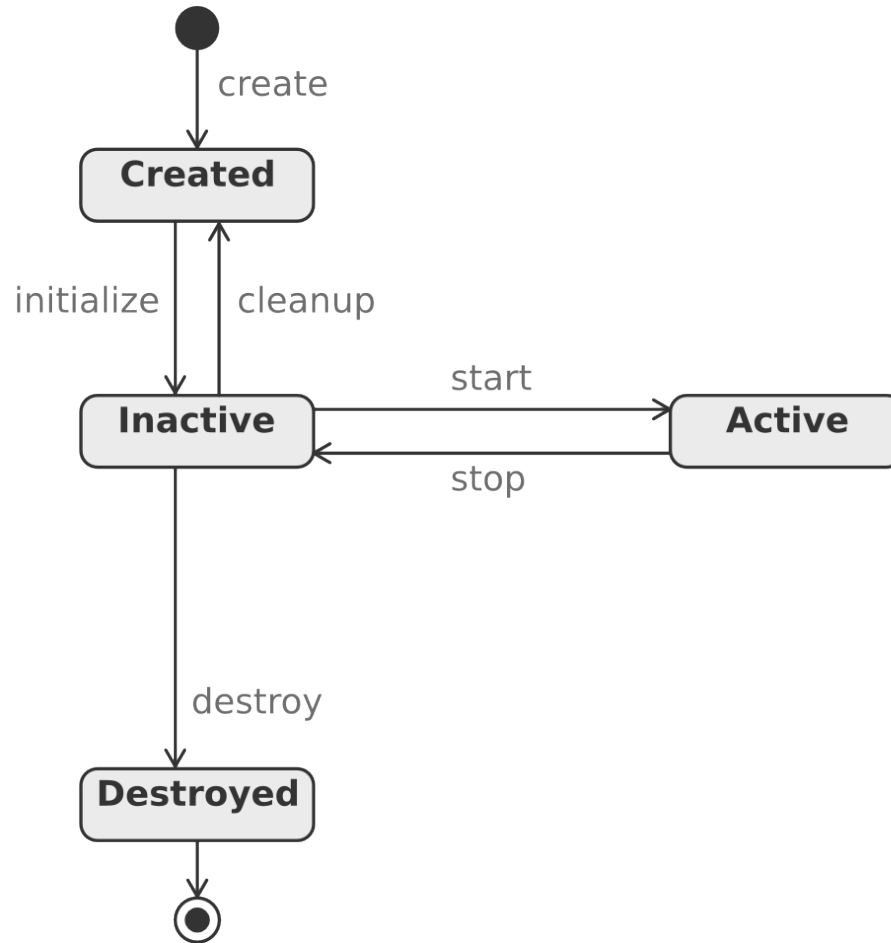 create
Created
initialize
cleanup
start
Inactive
Active
stop
destroy
Destroyed